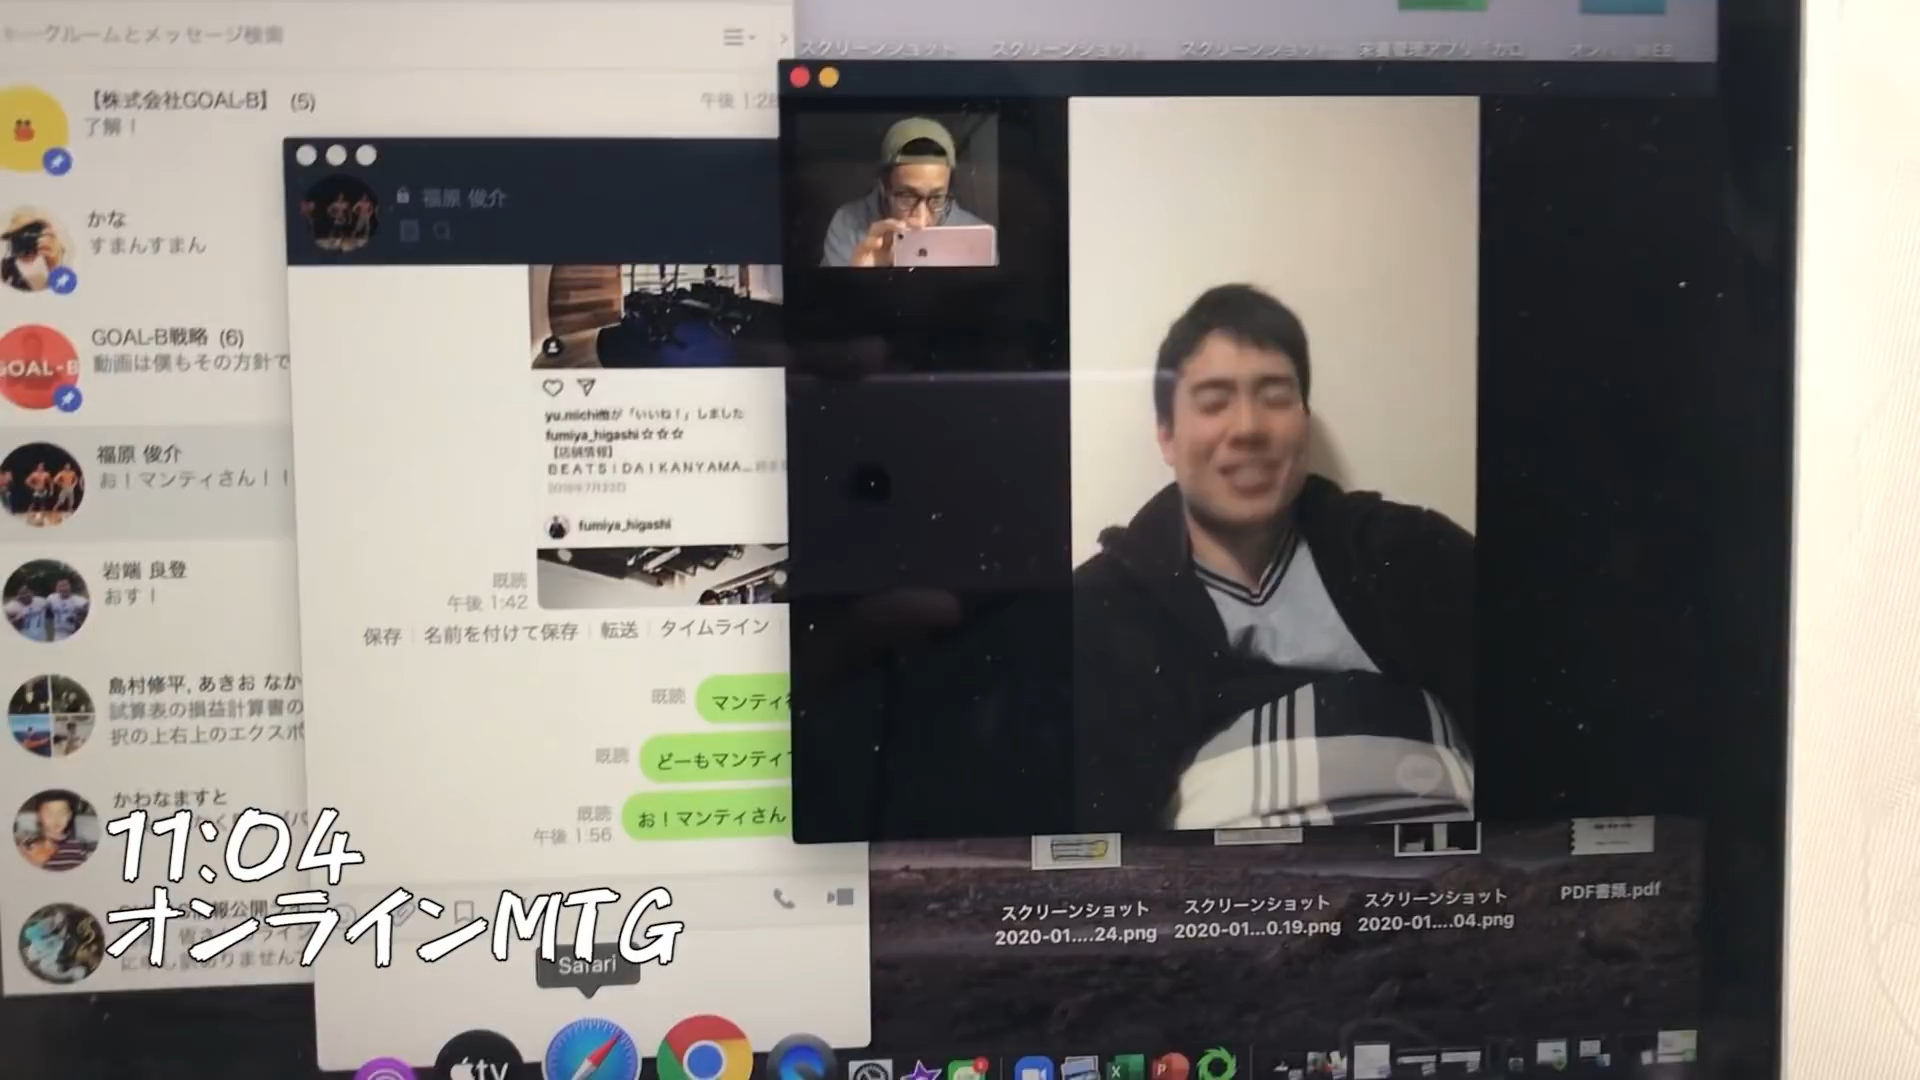 グルームとメッセージ検索
スクリーンショット
スクリーンショット
スクリーンショット
【株式会社GOAL-B】 (5)
午後 1:28
了解！
かな
すまんすまん
GOAL-B戦略 (6)
動画は僕もその方針で
GOAL-B
福原 俊介
お！マンティさん！！
岩端 良登
おす！
島村修平, あきお なか
試算表の損益計算書の
択の上右上のエクスポ
かわなますと
福原 俊介
yu.michi他が「いいね！」しました
fumiya_higashi☆☆☆
【店舗情報】
BEATS | DAIKANYAMA...
2019年7月23日
fumiya_higashi
既読
午後 1:42
保存 名前を付けて保存 転送 タイムライン
既読
マンティ
既読
どーもマンティ
既読
午後 1:56
お！マンティさん
11:04
オンラインMTG
Safari
スクリーンショット
2020-01....24.png
スクリーンショット
2020-01...0.19.png
スクリーンショット
2020-01....04.png
PDF書類.pdf
tv